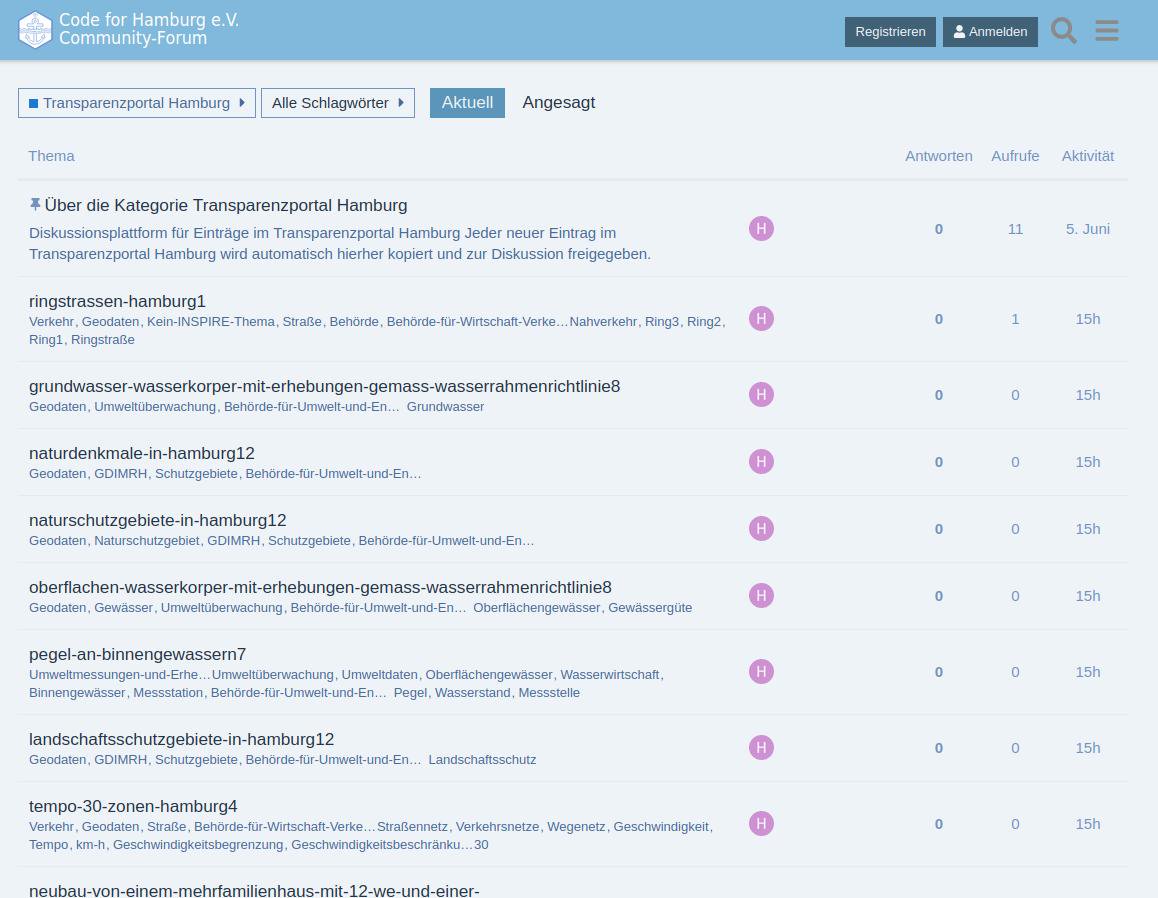 Code for Hamburg e.V.
Community-Forum
Registrieren
Anmelden
Transparenzportal Hamburg
Alle Schlagwörter
Aktuell
Angesagt
Thema Antworten Aufrufe Aktivität
Über die Kategorie Transparenzportal Hamburg
Diskussionsplattform für Einträge im Transparenzportal Hamburg Jeder neuer Eintrag im
Transparenzportal Hamburg wird automatisch hierher kopiert und zur Diskussion freigegeben.
H 0 11 5. Juni
ringstrassen-hamburg1
Verkehr, Geodaten, Kein-INSPIRE-Thema, Straße, Behörde, Behörde-für-Wirtschaft-Verke… Nahverkehr, Ring3, Ring2,
Ring1, Ringstraße
H 0 1 15h
grundwasser-wasserkorper-mit-erhebungen-gemass-wasserrahmenrichtlinie8
Geodaten, Umweltüberwachung, Behörde-für-Umwelt-und-En… Grundwasser
H 0 0 15h
naturdenkmale-in-hamburg12
Geodaten, GDIMRH, Schutzgebiete, Behörde-für-Umwelt-und-En…
H 0 0 15h
naturschutzgebiete-in-hamburg12
Geodaten, Naturschutzgebiet, GDIMRH, Schutzgebiete, Behörde-für-Umwelt-und-En…
H 0 0 15h
oberflachen-wasserkorper-mit-erhebungen-gemass-wasserrahmenrichtlinie8
Geodaten, Gewässer, Umweltüberwachung, Behörde-für-Umwelt-und-En… Oberflächengewässer, Gewässergüte
H 0 0 15h
pegel-an-binnengewassern7
Umweltmessungen-und-Erhe… Umweltüberwachung, Umweltdaten, Oberflächengewässer, Wasserwirtschaft,
Binnengewässer, Messstation, Behörde-für-Umwelt-und-En… Pegel, Wasserstand, Messstelle
H 0 0 15h
landschaftsschutzgebiete-in-hamburg12
Geodaten, GDIMRH, Schutzgebiete, Behörde-für-Umwelt-und-En… Landschaftsschutz
H 0 0 15h
tempo-30-zonen-hamburg4
Verkehr, Geodaten, Straße, Behörde-für-Wirtschaft-Verke… Straßennetz, Verkehrsnetze, Wegenetz, Geschwindigkeit,
Tempo, km-h, Geschwindigkeitsbegrenzung, Geschwindigkeitsbeschränku… 30
H 0 0 15h
neubau-von-einem-mehrfamilienhaus-mit-12-we-und-einer-